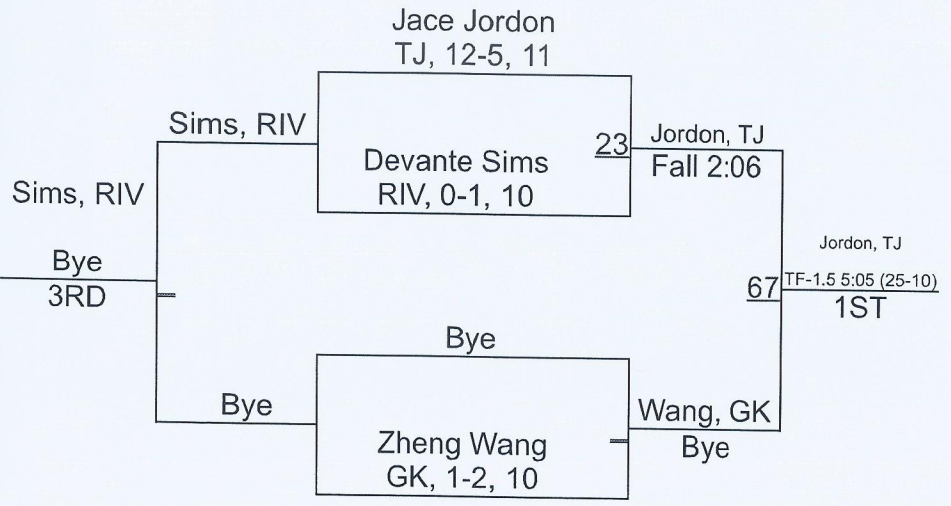 Jace Jordon
TJ, 12-5, 11
Sims, RIV
23
Jordon, TJ
Devante Sims
Fall 2:06
RIV, 0-1, 10
Sims, RIV
Jordon, TJ
Bye
TF-1.5 5:05 (25-10)
3RD
67
1ST
Bye
Bye
Wang, GK
Zheng Wang
Bye
GK, 1-2, 10